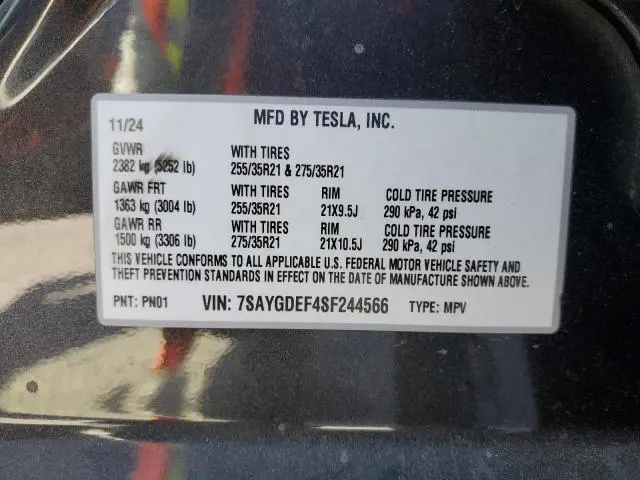 11/24 MFD BY TESLA, INC.
GVWR WITH TIRES
2382 kg (5252 lb) 255/35R21 & 275/35R21
GAWR FRT WITH TIRES RIM COLD TIRE PRESSURE
1363 kg (3004 lb) 255/35R21 21X9.5J 290 kPa, 42 psi
GAWR RR WITH TIRES RIM COLD TIRE PRESSURE
1500 kg (3306 lb) 275/35R21 21X10.5J 290 kPa, 42 psi
THIS VEHICLE CONFORMS TO ALL APPLICABLE U.S. FEDERAL MOTOR VEHICLE SAFETY AND
THEFT PREVENTION STANDARDS IN EFFECT ON THE DATE OF MANUFACTURE SHOWN ABOVE.
PNT: PN01 VIN: 7SAYGDEF4SF244566 TYPE: MPV